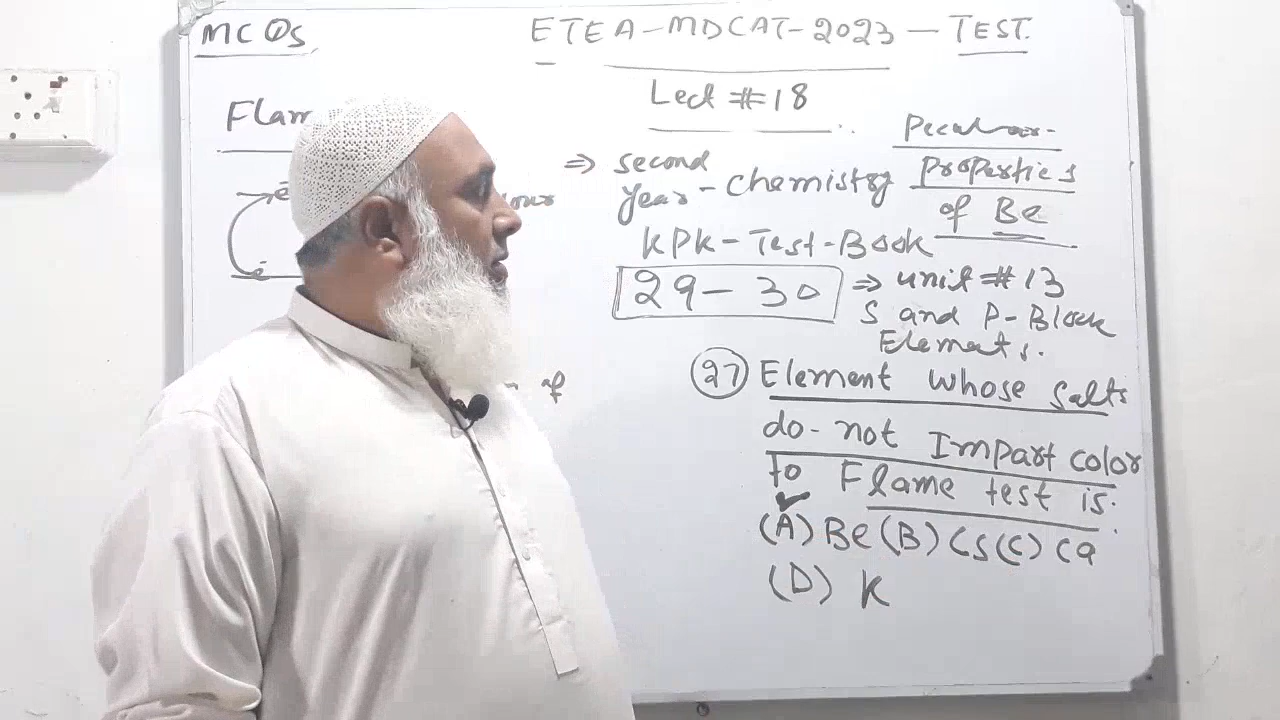 MCQs
ETEA-MDCAT-2023 - TEST
Lect #18
Flam
⇒ second
year - Chemistry
KPK-Test-Book
29-30
Properties
of Be
⇒ unit #13
S and P-Block
Elements.
(27) Element whose salts
do-not Impart color
to Flame test is.
(A) Be (B) Cs (C) Ca
(D) K
of